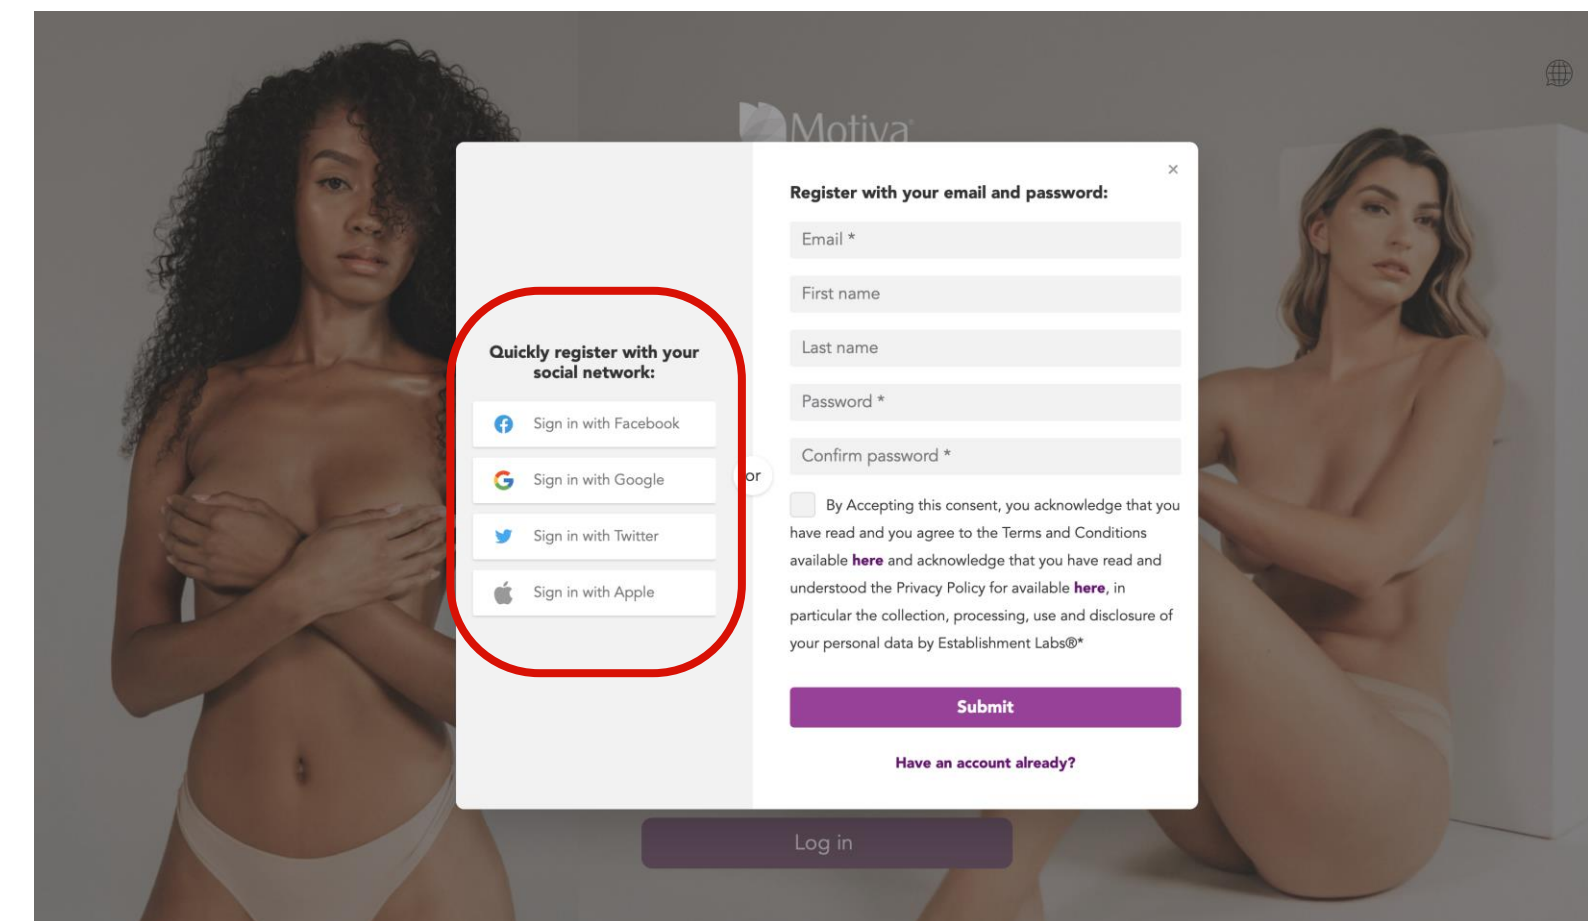 Motiva®
Quickly register with your
social network:
Sign in with Facebook
Sign in with Google
Sign in with Twitter
Sign in with Apple
or
Register with your email and password:
×
Email *
First name
Last name
Password *
Confirm password *
By Accepting this consent, you acknowledge that you
have read and you agree to the Terms and Conditions
available here and acknowledge that you have read and
understood the Privacy Policy for available here, in
particular the collection, processing, use and disclosure of
your personal data by Establishment Labs®*
Submit
Have an account already?
Log in